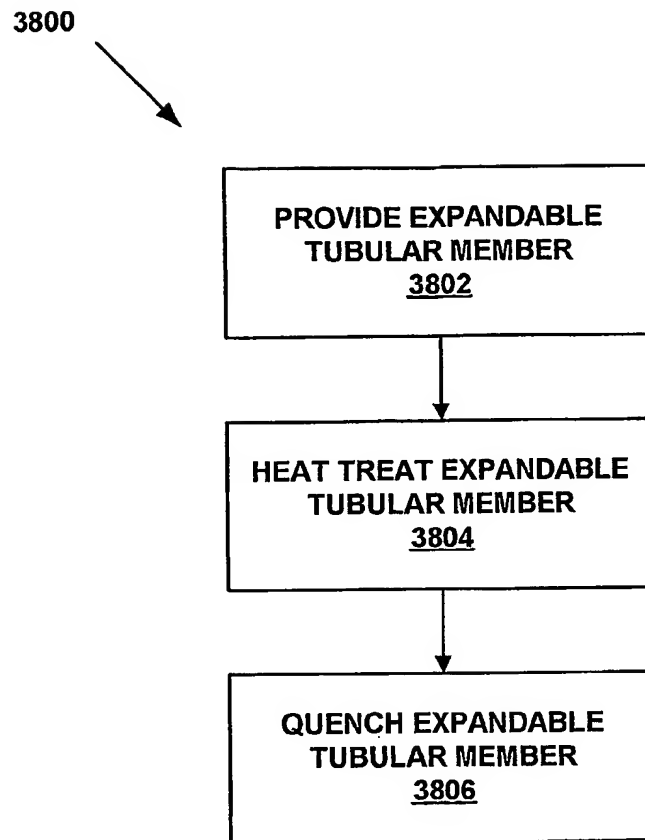 3800
PROVIDE EXPANDABLE
TUBULAR MEMBER
3802
HEAT TREAT EXPANDABLE
TUBULAR MEMBER
3804
QUENCH EXPANDABLE
TUBULAR MEMBER
3806